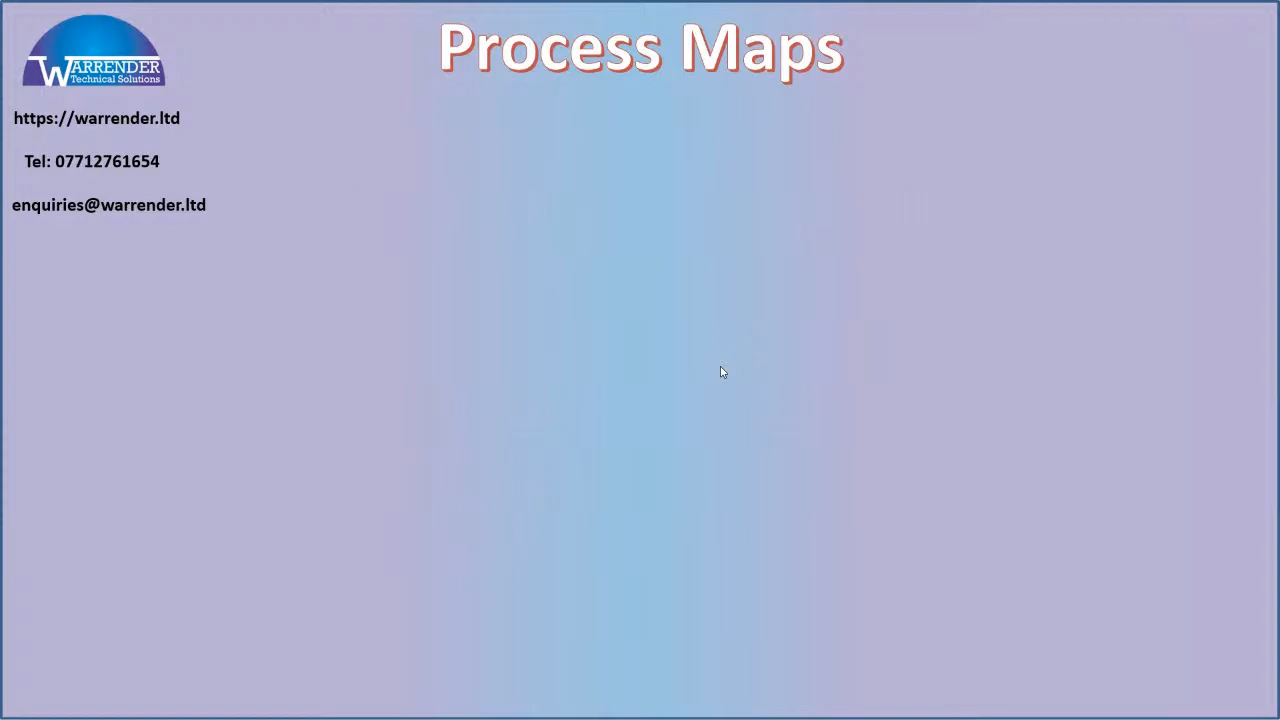 Process Maps
WARRENDER
Technical Solutions
https://warrender.ltd
Tel: 07712761654
enquiries@warrender.ltd